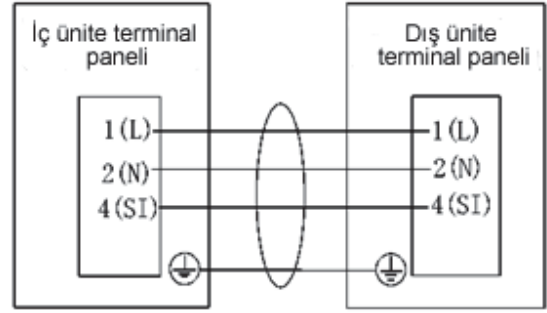 İç ünite terminal
paneli
1(L)
2(N)
4(SI)
Dış ünite
terminal paneli
1(L)
2(N)
4(SI)